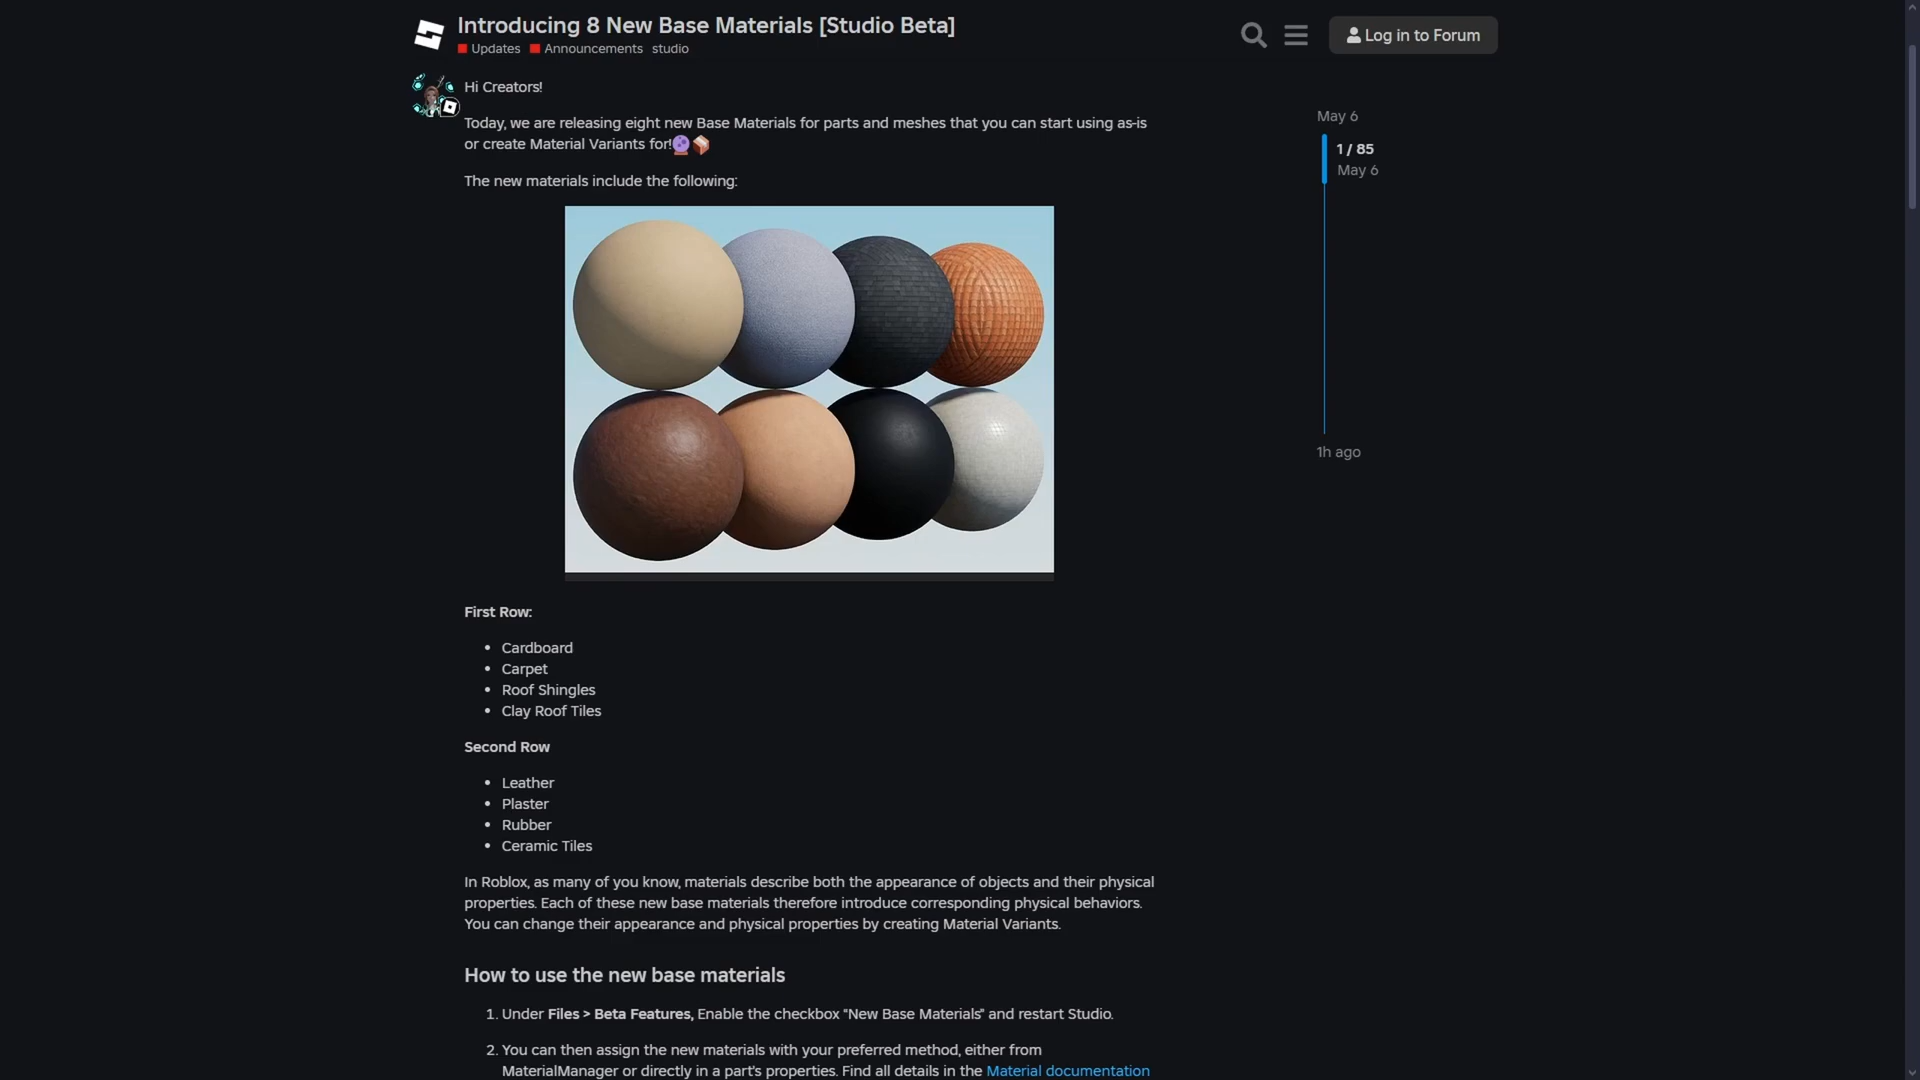 Introducing 8 New Base Materials [Studio Beta]
Updates Announcements studio
Log in to Forum
Hi Creators!
Today, we are releasing eight new Base Materials for parts and meshes that you can start using as-is
or create Material Variants for!
The new materials include the following:
May 6
1 / 85
May 6
1h ago
First Row:
• Cardboard
• Carpet
• Roof Shingles
• Clay Roof Tiles
Second Row
• Leather
• Plaster
• Rubber
• Ceramic Tiles
In Roblox, as many of you know, materials describe both the appearance of objects and their physical
properties. Each of these new base materials therefore introduce corresponding physical behaviors.
You can change their appearance and physical properties by creating Material Variants.
How to use the new base materials
1. Under Files > Beta Features, Enable the checkbox “New Base Materials” and restart Studio.
2. You can then assign the new materials with your preferred method, either from
MaterialManager or directly in a part's properties. Find all details in the Material documentation